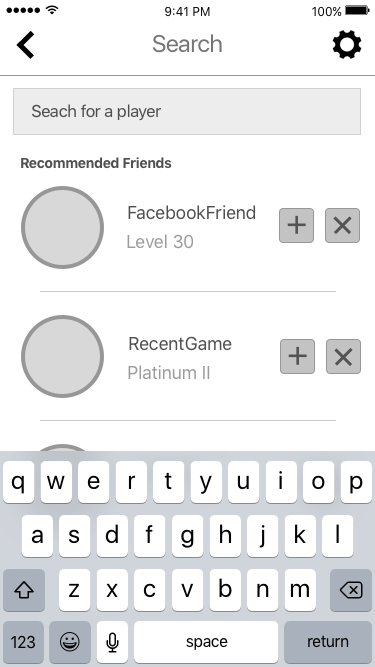 9:41 PM 100%
Search
Seach for a player
Recommended Friends
FacebookFriend
Level 30
RecentGame
Platinum II
q w e r t y u i o p
a s d f g h j k l
z x c v b n m
123 space return